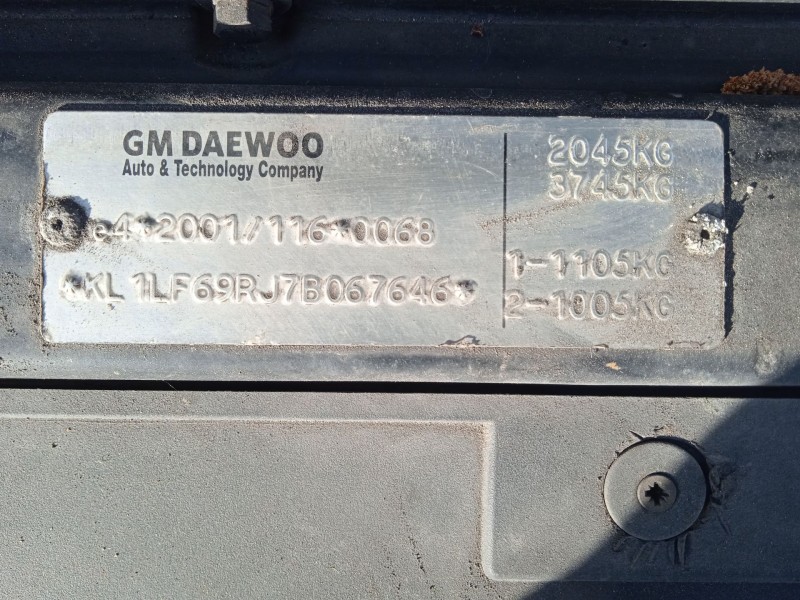 GM DAEWOO
Auto & Technology Company
e4*2001/116*0068
*KL1LF69RJ7B067646*
2045KG
3745KG
1-1105KG
2-1005KG